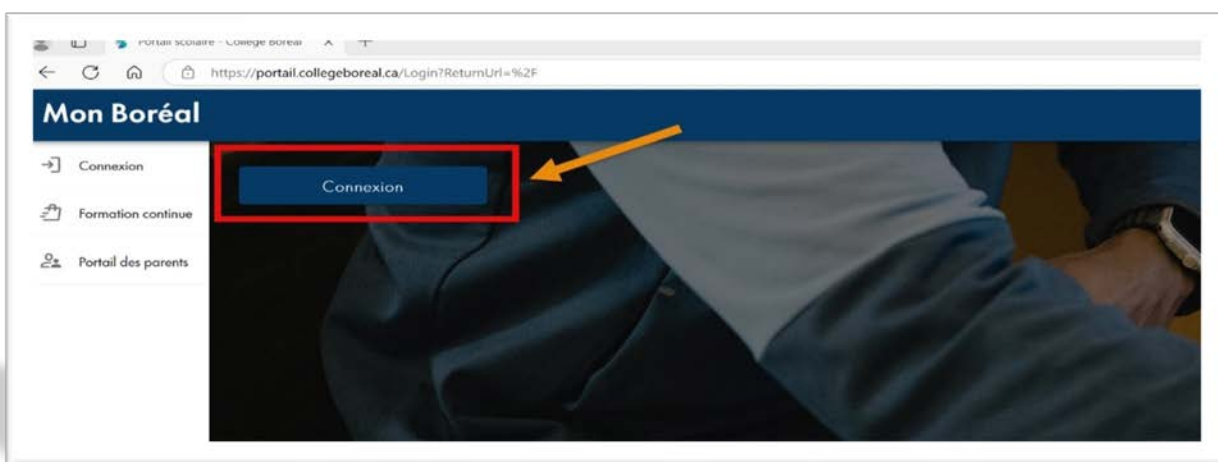 Portail scolaire - Collège Boréal
https://portail.collegeboreal.ca/Login?ReturnUrl=%2F
Mon Boréal
Connexion
Connexion
Formation continue
Portail des parents